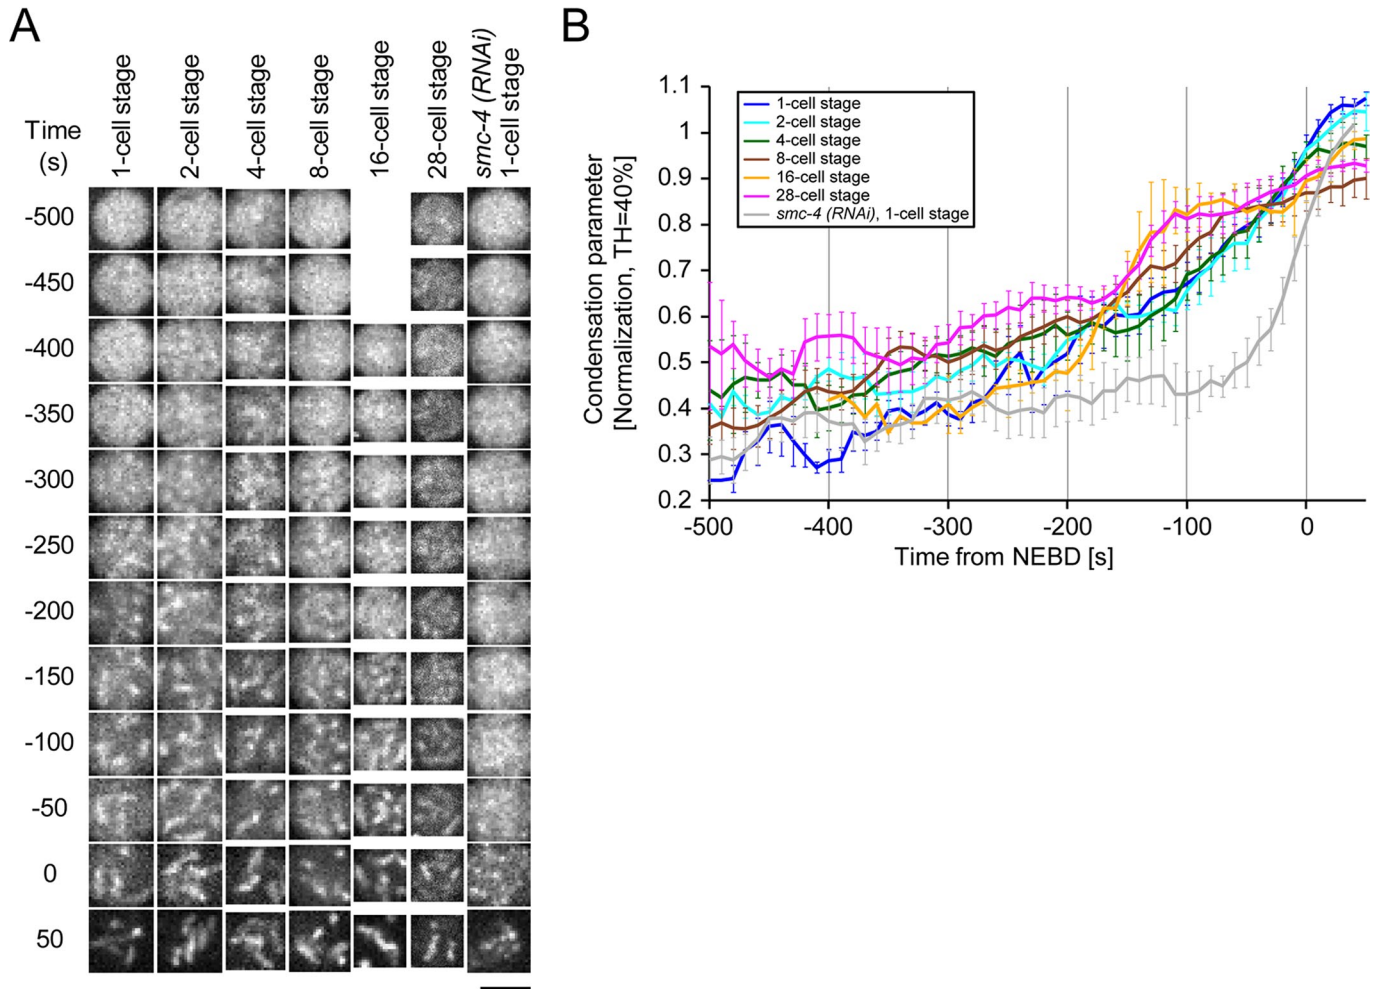 A
Time
(s)
1-cell stage
2-cell stage
4-cell stage
8-cell stage
16-cell stage
28-cell stage
smc-4 (RNAi)
1-cell stage
-500
-450
-400
-350
-300
-250
-200
-150
-100
-50
0
50
B
Condensation parameter
[Normalization, TH=40%]
1.1
1
0.9
0.8
0.7
0.6
0.5
0.4
0.3
0.2
1-cell stage
2-cell stage
4-cell stage
8-cell stage
16-cell stage
28-cell stage
smc-4 (RNAi), 1-cell stage
-500 -400 -300 -200 -100 0
Time from NEBD [s]